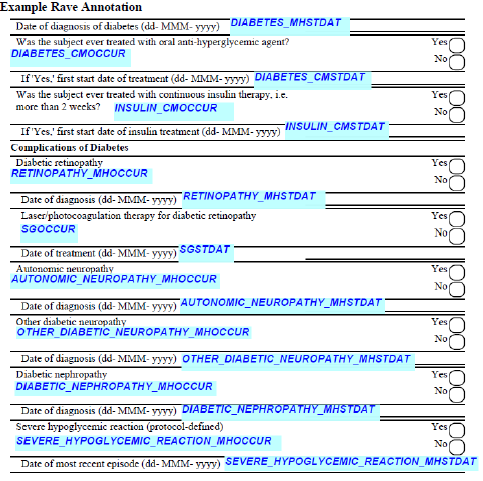 Example Rave Annotation
Date of diagnosis of diabetes (dd- MMM- yyyy) DIABETES_MHSTDAT
Was the subject ever treated with oral anti-hyperglycemic agent? Yes
DIABETES_CMOCCUR No
If 'Yes,' first start date of treatment (dd- MMM- yyyy) DIABETES_CMSTDAT
Was the subject ever treated with continuous insulin therapy, i.e. Yes
more than 2 weeks? INSULIN_CMOCCUR No
If 'Yes,' first start date of insulin treatment (dd- MMM- yyyy) INSULIN_CMSTDAT
Complications of Diabetes
Diabetic retinopathy Yes
RETINOPATHY_MHOCCUR No
Date of diagnosis (dd- MMM- yyyy) RETINOPATHY_MHSTDAT
Laser/photocoagulation therapy for diabetic retinopathy Yes
SGOCCUR No
Date of treatment (dd- MMM- yyyy) SGSTDAT
Autonomic neuropathy Yes
AUTONOMIC_NEUROPATHY_MHOCCUR No
Date of diagnosis (dd- MMM- yyyy) AUTONOMIC_NEUROPATHY_MHSTDAT
Other diabetic neuropathy Yes
OTHER_DIABETIC_NEUROPATHY_MHOCCUR No
Date of diagnosis (dd- MMM- yyyy) OTHER_DIABETIC_NEUROPATHY_MHSTDAT
Diabetic nephropathy Yes
DIABETIC_NEPHROPATHY_MHOCCUR No
Date of diagnosis (dd- MMM- yyyy) DIABETIC_NEPHROPATHY_MHSTDAT
Severe hypoglycemic reaction (protocol-defined) Yes
SEVERE_HYPOGLYCEMIC_REACTION_MHOCCUR No
Date of most recent episode (dd- MMM- yyyy) SEVERE_HYPOGLYCEMIC_REACTION_MHSTDAT